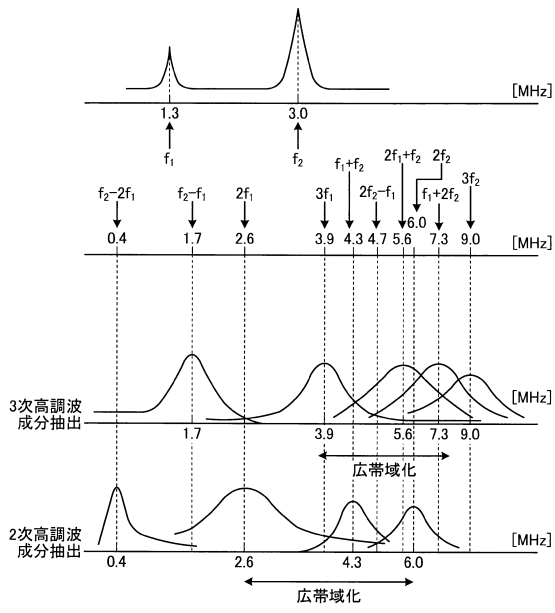 [MHz]
1.3 3.0
f₁ f₂
f₂−2f₁ f₂−f₁ 2f₁ 3f₁ f₁+f₂ 2f₂−f₁ 2f₁+f₂ 2f₂ f₁+2f₂ 3f₂
6.0
0.4 1.7 2.6 3.9 4.3 4.7 5.6 7.3 9.0
[MHz]
3次高調波
成分抽出
[MHz]
1.7 3.9 5.6 7.3 9.0
広帯域化
2次高調波
成分抽出
[MHz]
0.4 2.6 4.3 6.0
広帯域化